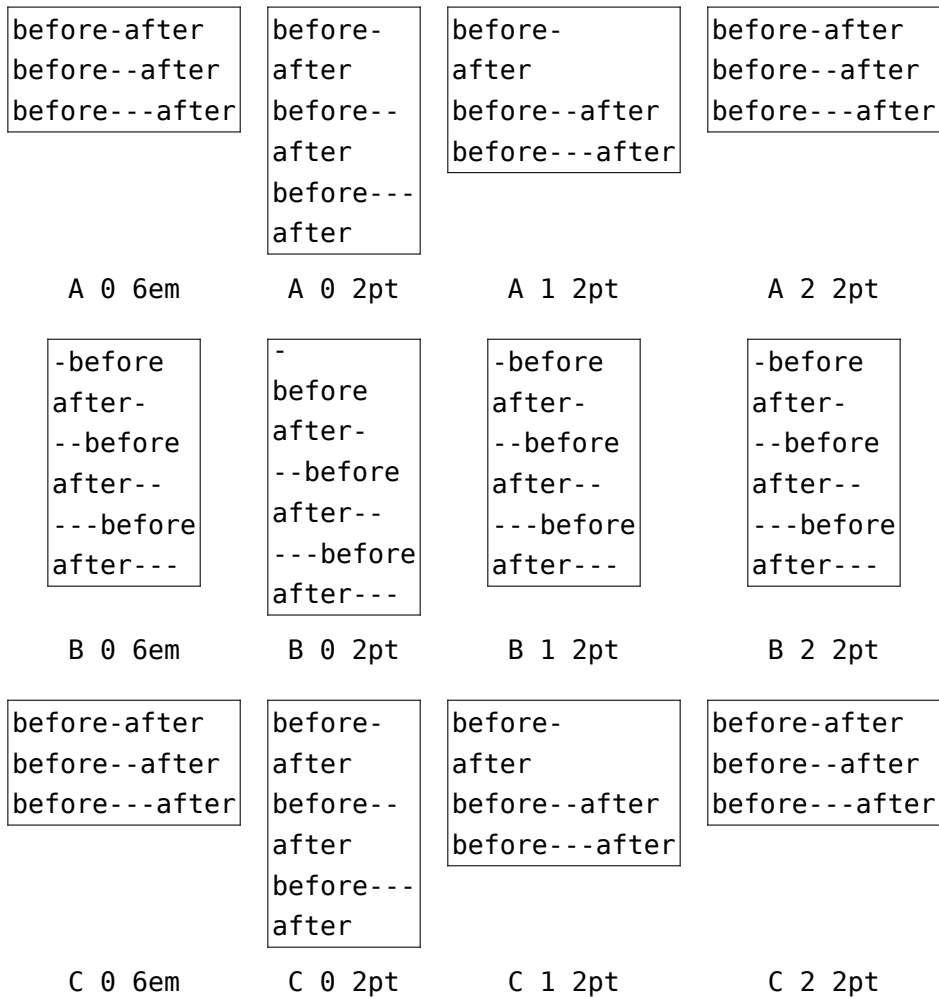 before-after
before--after
before---after
A 0 6em
before-
after
before--
after
before---
after
A 0 2pt
before-
after
before--after
before---after
A 1 2pt
before-after
before--after
before---after
A 2 2pt
-before
after-
--before
after--
---before
after---
B 0 6em
-
before
after-
--before
after--
---before
after---
B 0 2pt
-before
after-
--before
after--
---before
after---
B 1 2pt
-before
after-
--before
after--
---before
after---
B 2 2pt
before-after
before--after
before---after
C 0 6em
before-
after
before--
after
before---
after
C 0 2pt
before-
after
before--after
before---after
C 1 2pt
before-after
before--after
before---after
C 2 2pt